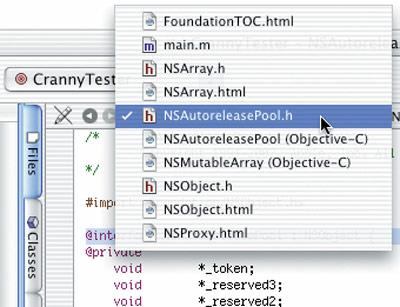 FoundationTOC.html
main.m
NSArray.h
CrannyTester
NSArray.html
NSAutoreleasePool.h
/*
NSAutoreleasePool (Objective-C)
NSMutableArray (Objective-C)
*/
NSObject.h
#import
NSObject.html
NSProxy.html
@private
void *_token;
void *_reserved3;
void *_reserved2;
Files
Classes